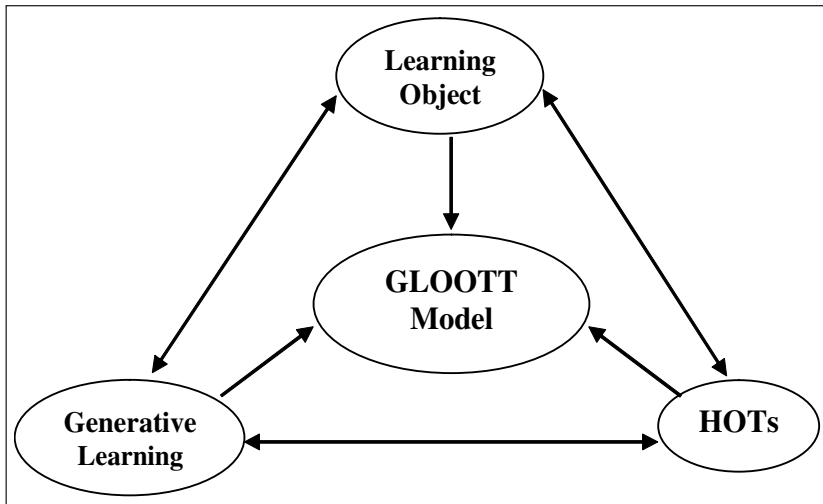 Learning
Object
GLOOTT
Model
Generative
Learning
HOTs